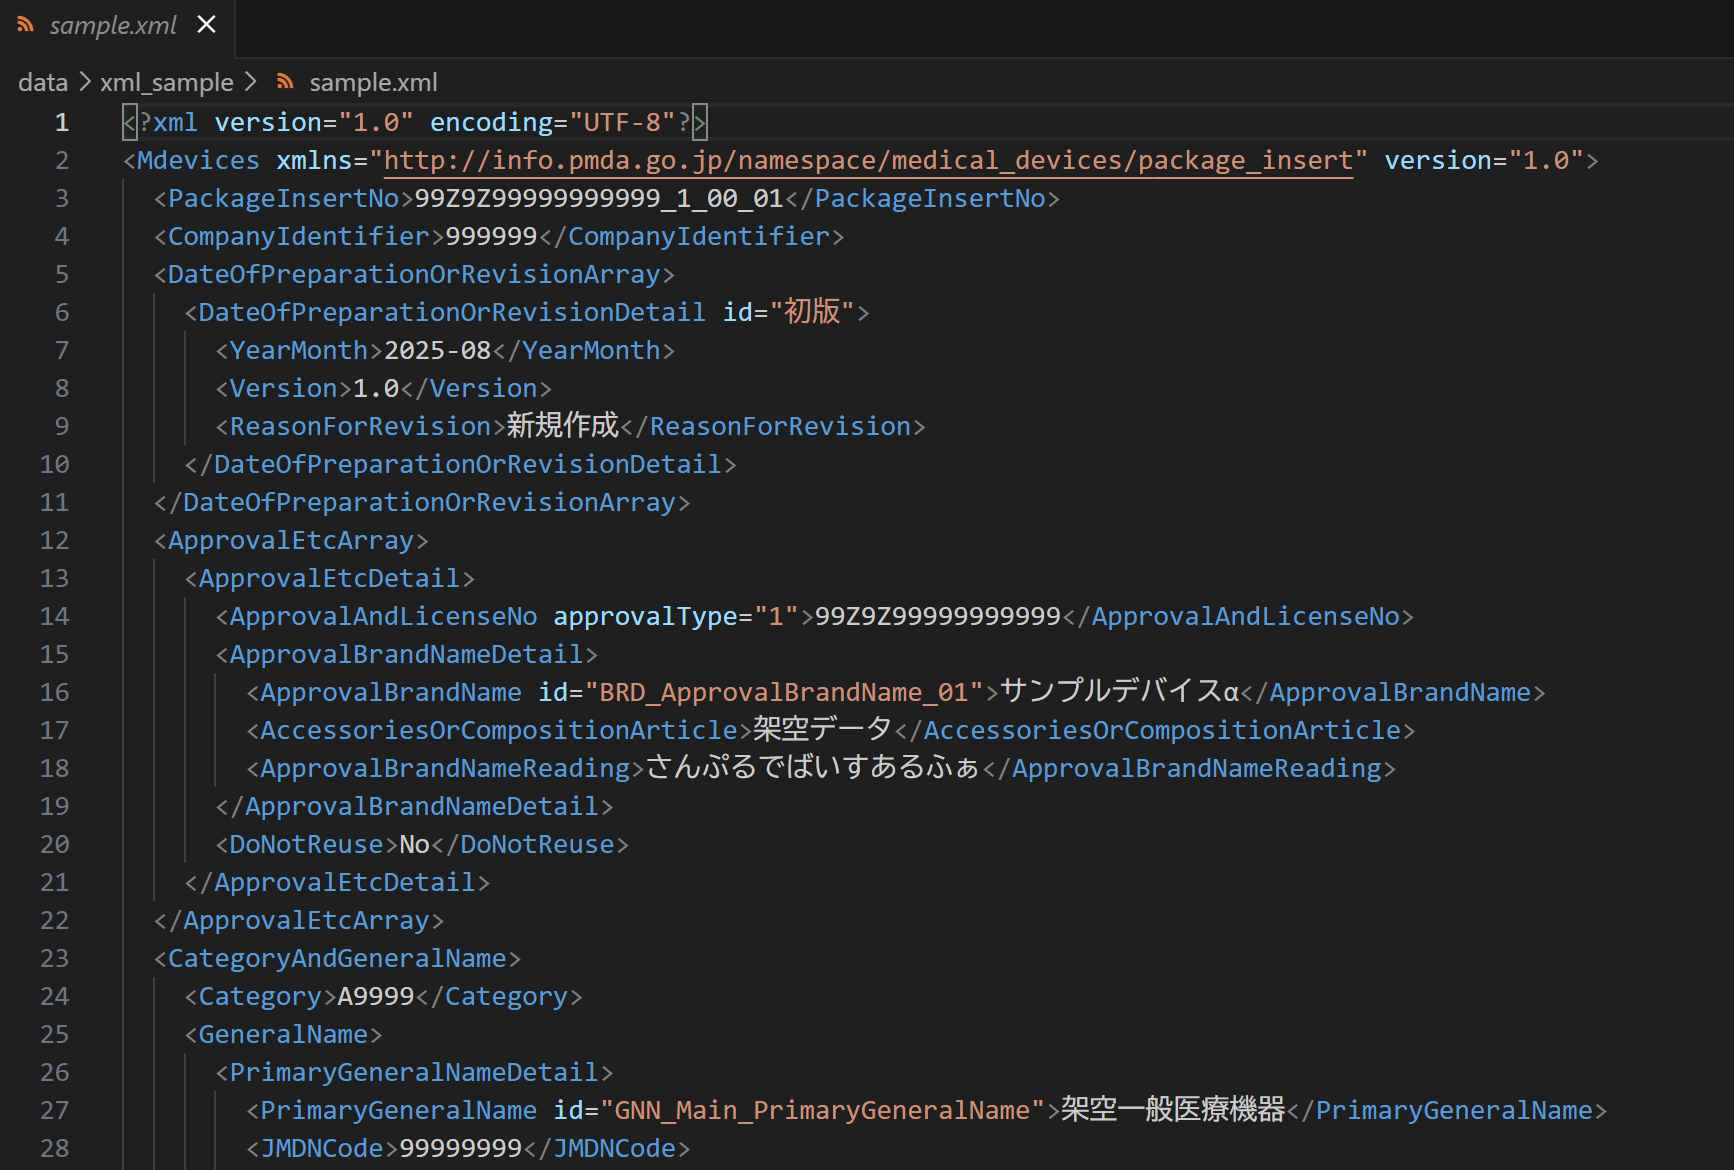 sample.xml
data > xml_sample > sample.xml
1 <?xml version="1.0" encoding="UTF-8"?>
2 <Mdevices xmlns="http://info.pmda.go.jp/namespace/medical_devices/package_insert" version="1.0">
3 <PackageInsertNo>99Z9Z99999999999_1_00_01</PackageInsertNo>
4 <CompanyIdentifier>999999</CompanyIdentifier>
5 <DateOfPreparationOrRevisionArray>
6 <DateOfPreparationOrRevisionDetail id="初版">
7 <YearMonth>2025-08</YearMonth>
8 <Version>1.0</Version>
9 <ReasonForRevision>新規作成</ReasonForRevision>
10 </DateOfPreparationOrRevisionDetail>
11 </DateOfPreparationOrRevisionArray>
12 <ApprovalEtcArray>
13 <ApprovalEtcDetail>
14 <ApprovalAndLicenseNo approvalType="1">99Z9Z99999999999</ApprovalAndLicenseNo>
15 <ApprovalBrandNameDetail>
16 <ApprovalBrandName id="BRD_ApprovalBrandName_01">サンプルデバイスα</ApprovalBrandName>
17 <AccessoriesOrCompositionArticle>架空データ</AccessoriesOrCompositionArticle>
18 <ApprovalBrandNameReading>さんぷるでばいすあるふぁ</ApprovalBrandNameReading>
19 </ApprovalBrandNameDetail>
20 <DoNotReuse>No</DoNotReuse>
21 </ApprovalEtcDetail>
22 </ApprovalEtcArray>
23 <CategoryAndGeneralName>
24 <Category>A9999</Category>
25 <GeneralName>
26 <PrimaryGeneralNameDetail>
27 <PrimaryGeneralName id="GNN_Main_PrimaryGeneralName">架空一般医療機器</PrimaryGeneralName>
28 <JMDNCode>99999999</JMDNCode>